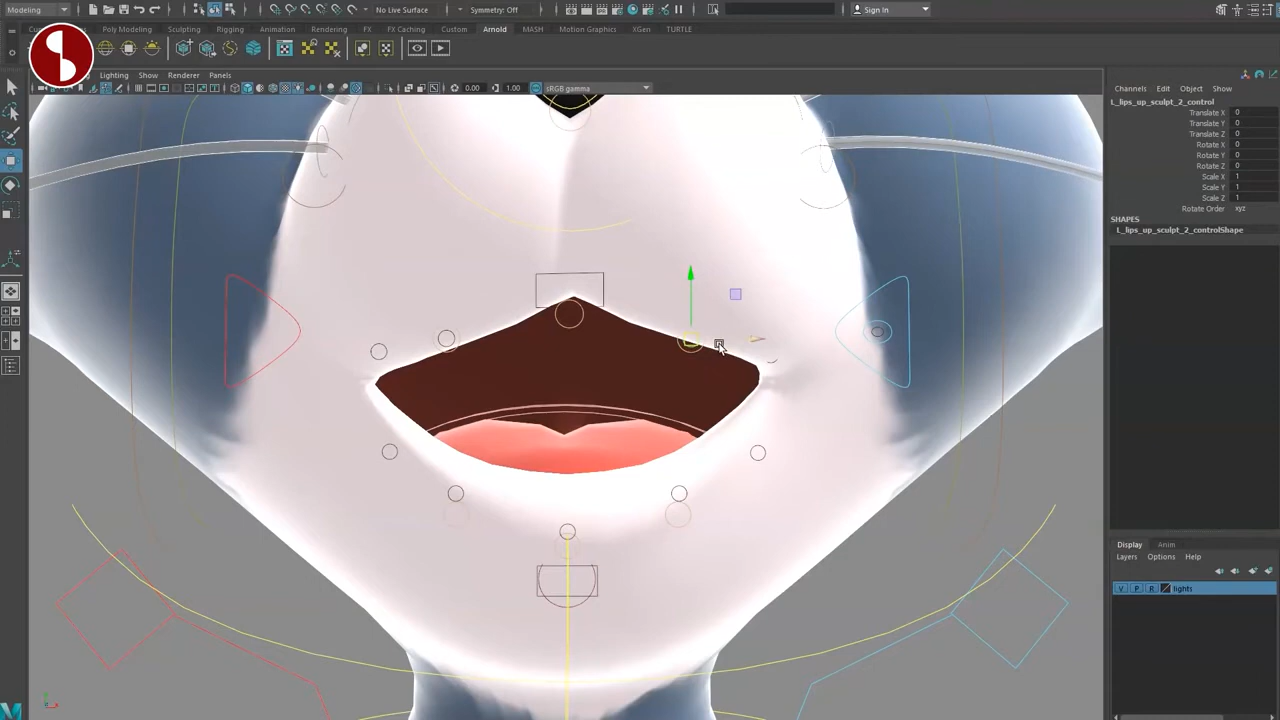 Modeling
No Live Surface
Symmetry: Off
Sign In
Poly Modeling Sculpting Rigging Animation Rendering FX FX Caching Custom Arnold MASH Motion Graphics XGen TURTLE
Lighting Show Renderer Panels
0.00 1.00 sRGB gamma
Channels Edit Object Show
L_lips_up_sculpt_2_control
Translate X 0
Translate Y 0
Translate Z 0
Rotate X 0
Rotate Y 0
Rotate Z 0
Scale X 1
Scale Y 1
Scale Z 1
Rotate Order xyz
SHAPES
L_lips_up_sculpt_2_controlShape
Display Anim
Layers Options Help
V P R lights